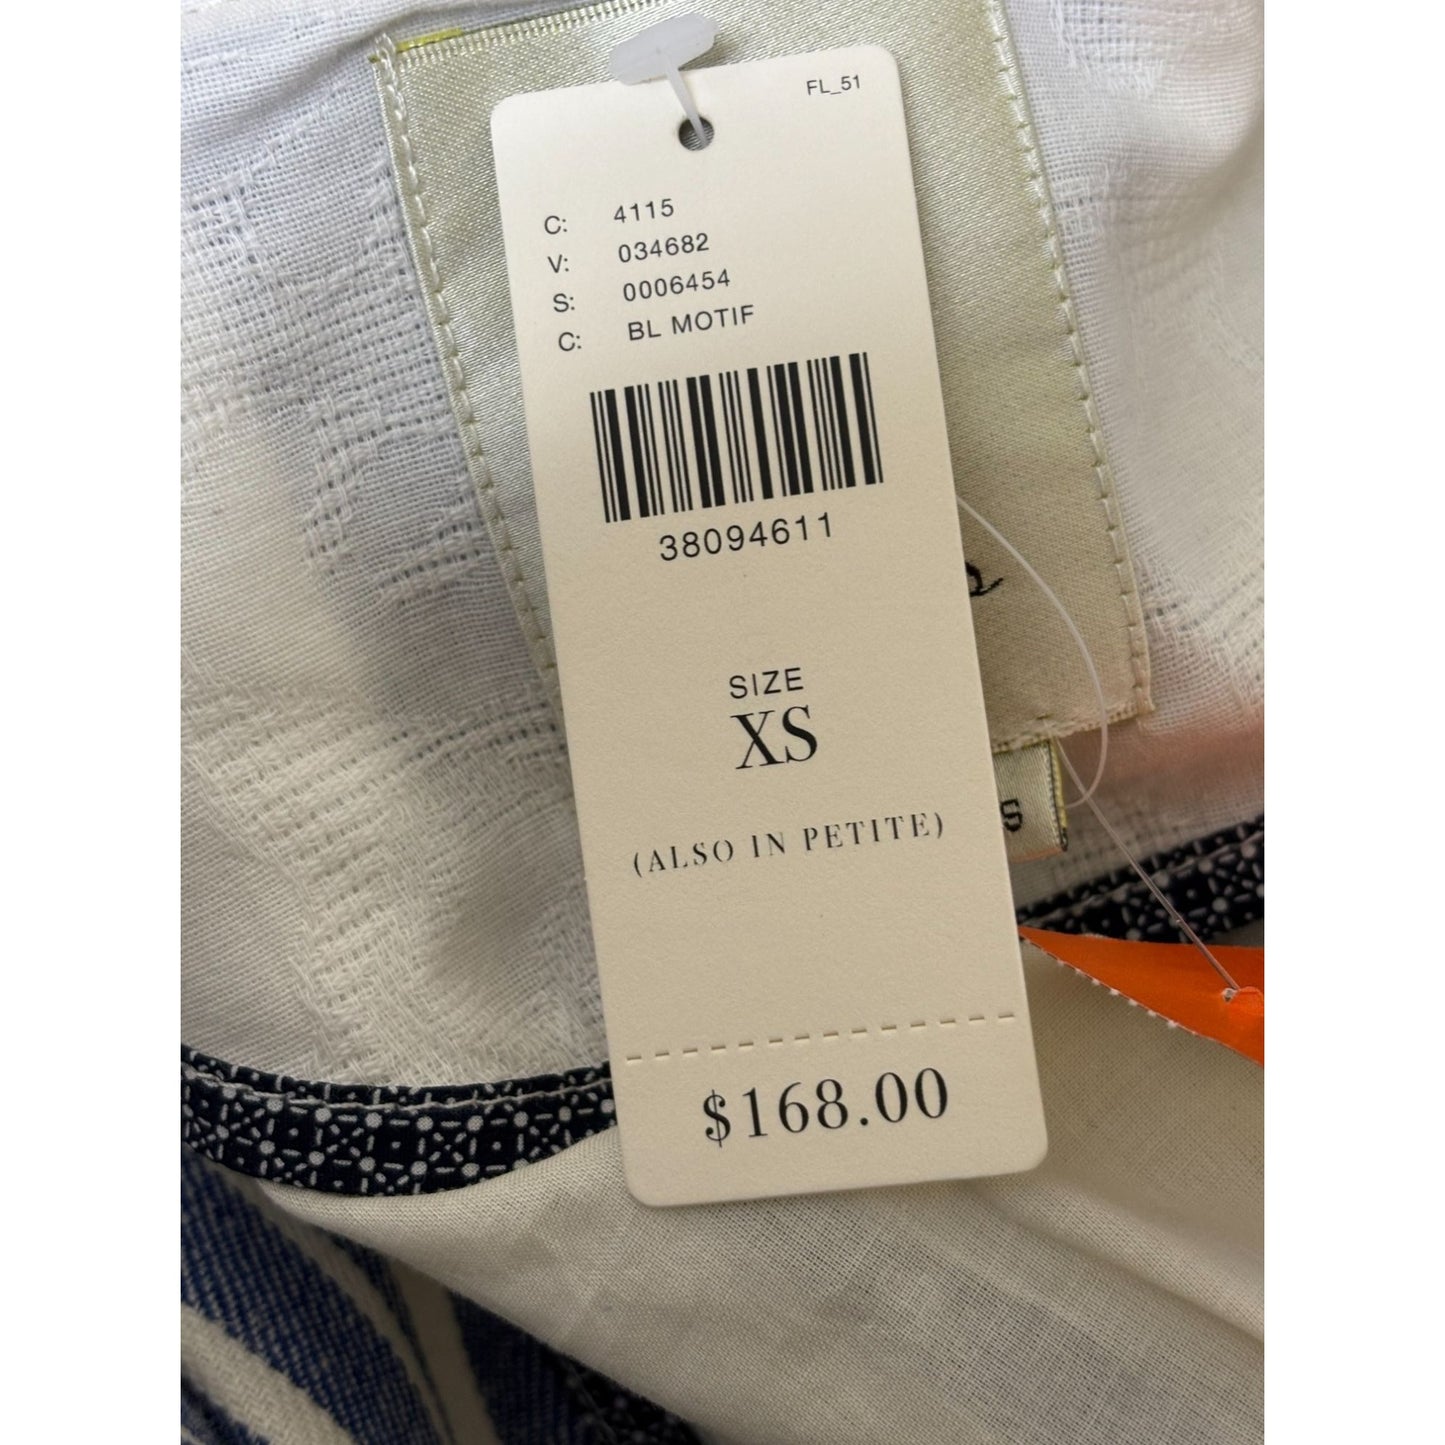 FL_51
C: 4115
V: 034682
S: 0006454
C: BL MOTIF
38094611
SIZE
XS
(ALSO IN PETITE)
$168.00